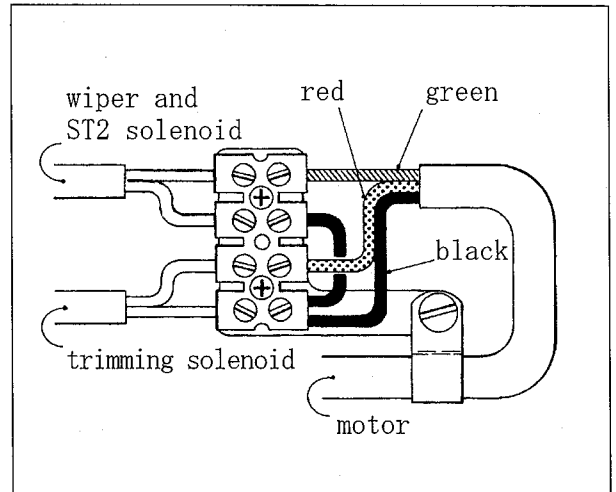 wiper and
ST2 solenoid
red
green
black
trimming solenoid
motor